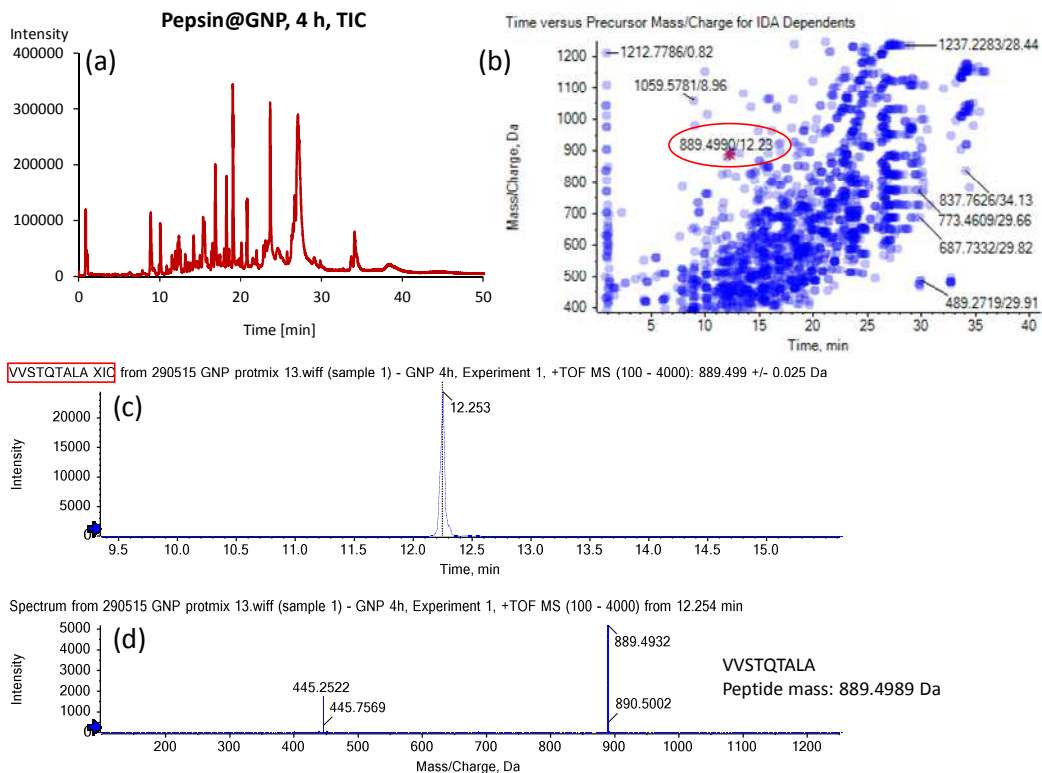 Pepsin@GNP, 4 h, TIC
Intensity
(a)
400000
300000
200000
100000
0
0 10 20 30 40 50
Time [min]
Time versus Precursor Mass/Charge for IDA Dependents
(b)
Mass/Charge, Da
1200
1100
1000
900
800
700
600
500
400
1212.7786/0.82
1237.2283/28.44
1059.5781/8.96
889.4990/12.23
837.7626/34.13
773.4609/29.66
687.7332/29.82
489.2719/29.91
5 10 15 20 25 30 35 40
Time, min
VVSTQTALA XIC from 290515 GNP protmix 13.wiff (sample 1) - GNP 4h, Experiment 1, +TOF MS (100 - 4000): 889.499 +/- 0.025 Da
(c)
Intensity
20000
15000
10000
5000
0
12.253
9.5 10.0 10.5 11.0 11.5 12.0 12.5 13.0 13.5 14.0 14.5 15.0
Time, min
Spectrum from 290515 GNP protmix 13.wiff (sample 1) - GNP 4h, Experiment 1, +TOF MS (100 - 4000) from 12.254 min
(d)
Intensity
5000
4000
3000
2000
1000
0
889.4932
445.2522
445.7569
890.5002
VVSTQTALA
Peptide mass: 889.4989 Da
200 300 400 500 600 700 800 900 1000 1100 1200
Mass/Charge, Da